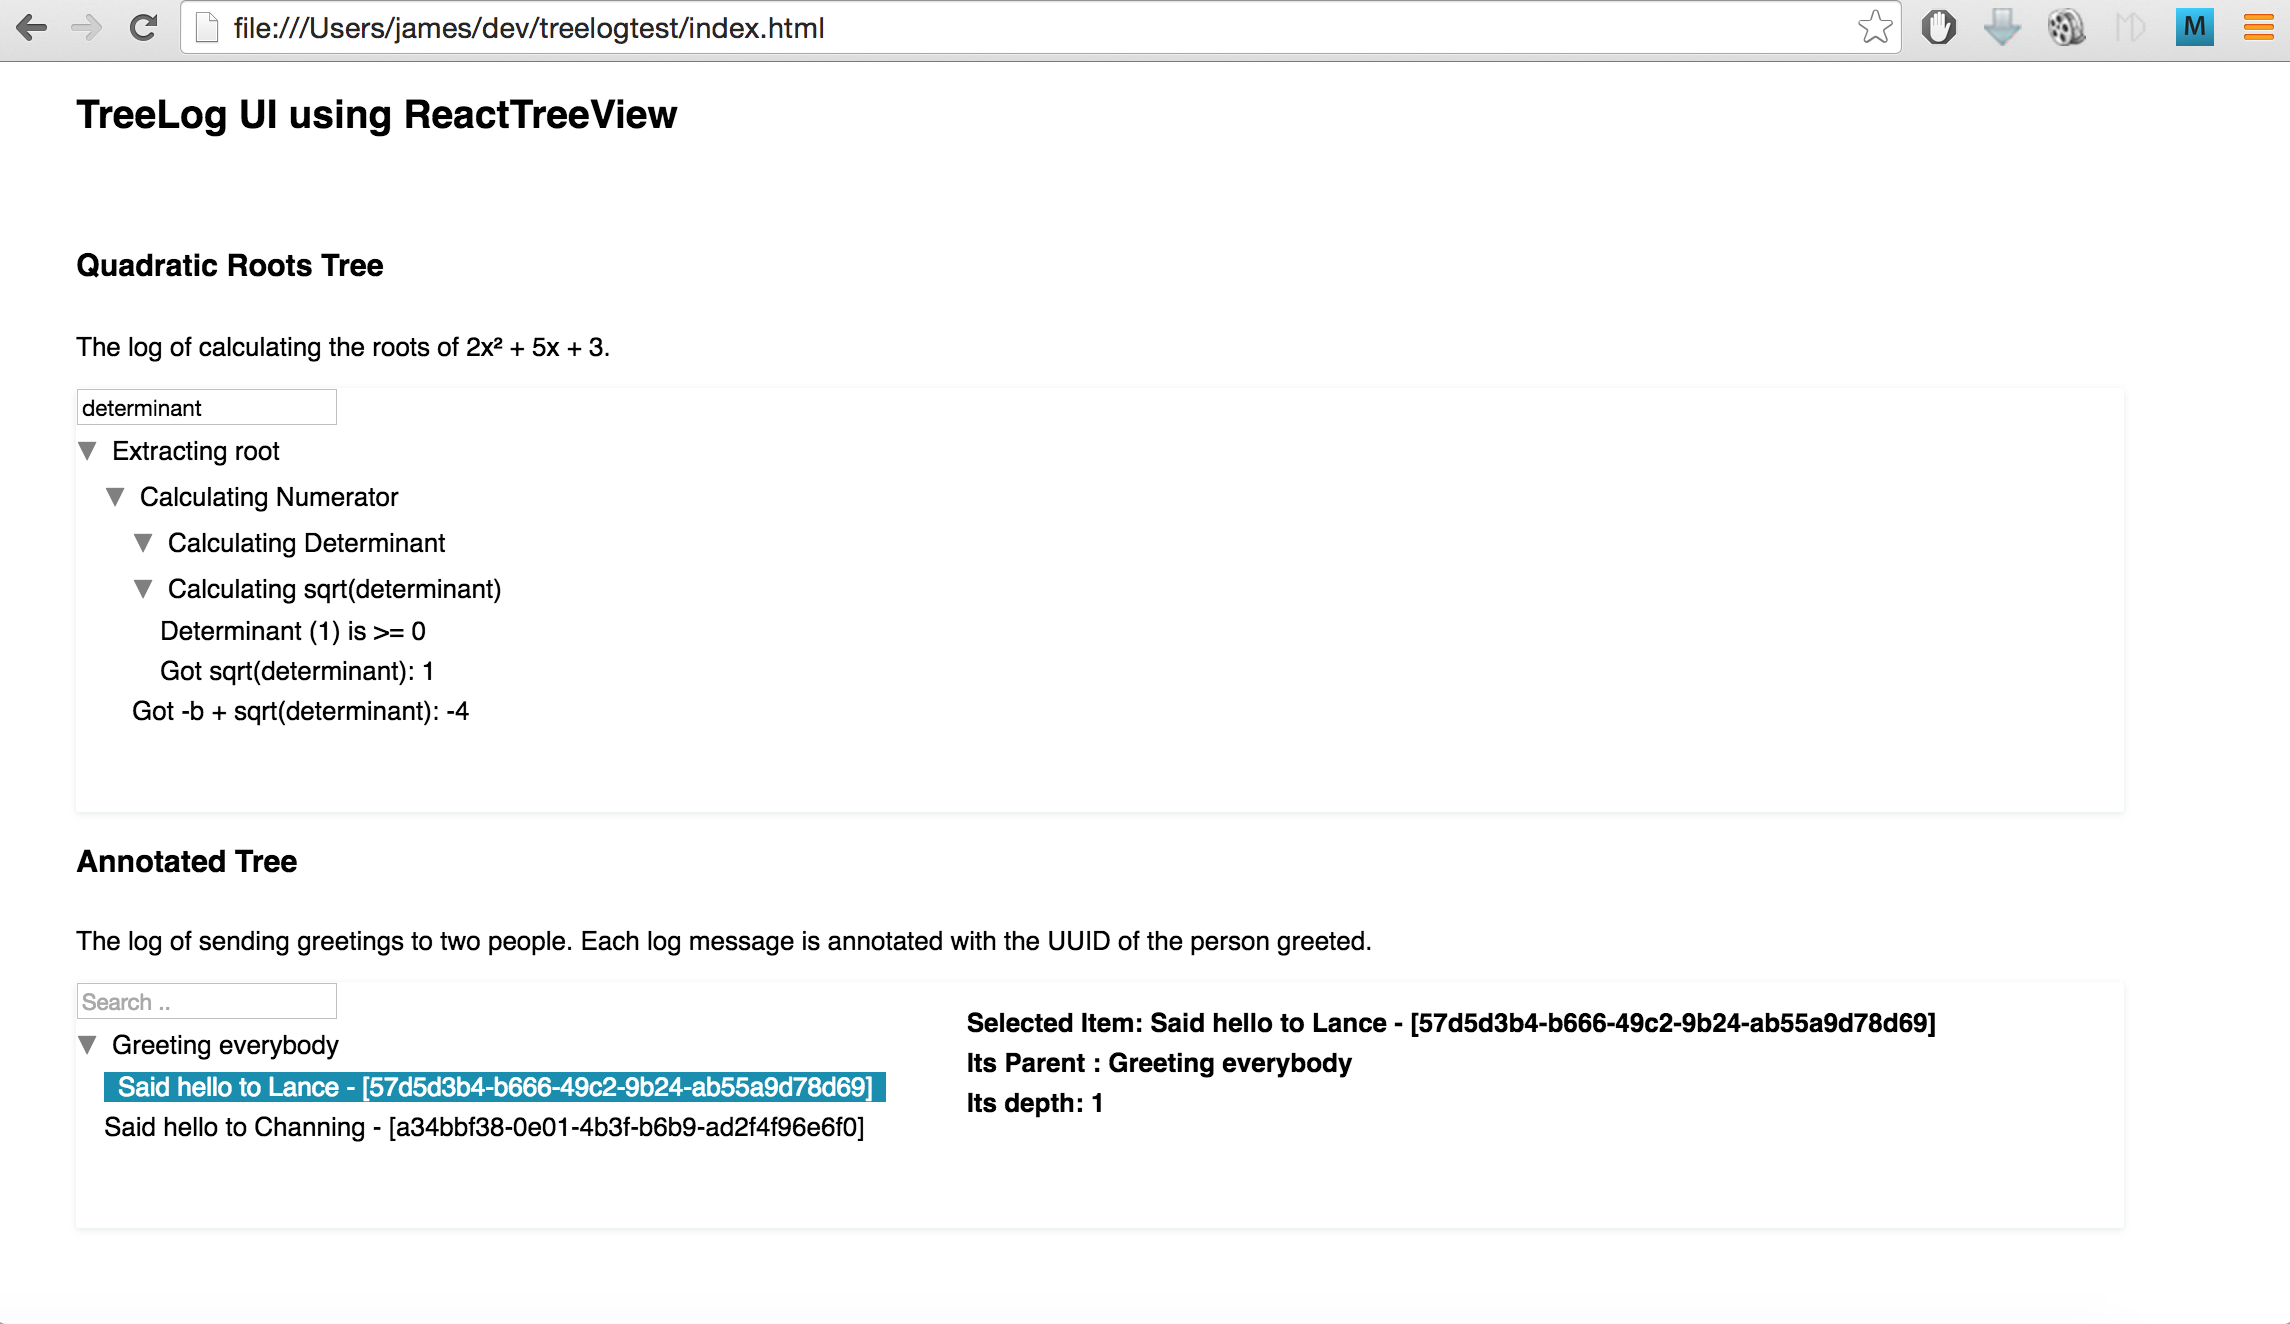 file:///Users/james/dev/treelogtest/index.html
M
TreeLog UI using ReactTreeView
Quadratic Roots Tree
The log of calculating the roots of 2x² + 5x + 3.
determinant
▼ Extracting root
▼ Calculating Numerator
▼ Calculating Determinant
▼ Calculating sqrt(determinant)
Determinant (1) is >= 0
Got sqrt(determinant): 1
Got -b + sqrt(determinant): -4
Annotated Tree
The log of sending greetings to two people. Each log message is annotated with the UUID of the person greeted.
Search ..
▼ Greeting everybody
Said hello to Lance - [57d5d3b4-b666-49c2-9b24-ab55a9d78d69]
Said hello to Channing - [a34bbf38-0e01-4b3f-b6b9-ad2f4f96e6f0]
Selected Item: Said hello to Lance - [57d5d3b4-b666-49c2-9b24-ab55a9d78d69]
Its Parent : Greeting everybody
Its depth: 1